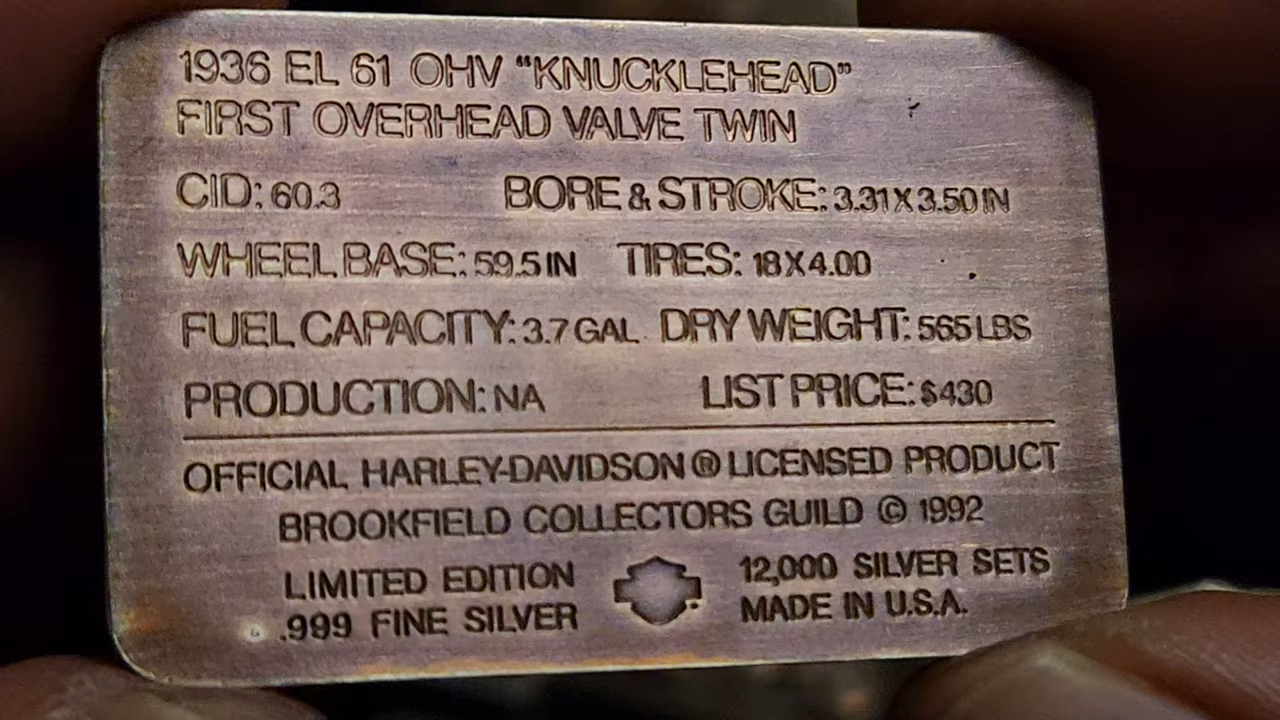 1936 EL 61 OHV “KNUCKLEHEAD”
FIRST OVERHEAD VALVE TWIN
CID: 60.3 BORE & STROKE: 3.31 X 3.50 IN
WHEEL BASE: 59.5 IN TIRES: 18 X 4.00
FUEL CAPACITY: 3.7 GAL DRY WEIGHT: 565 LBS
PRODUCTION: NA LIST PRICE: $430
OFFICIAL HARLEY-DAVIDSON ® LICENSED PRODUCT
BROOKFIELD COLLECTORS GUILD © 1992
LIMITED EDITION 12,000 SILVER SETS
.999 FINE SILVER MADE IN U.S.A.